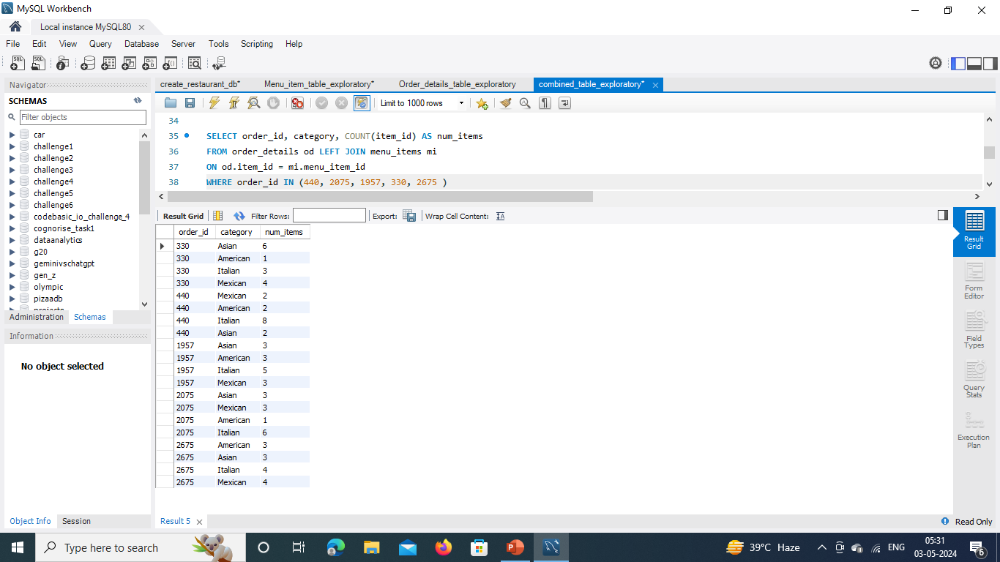 MySQL Workbench
Local instance MySQL80
File Edit View Query Database Server Tools Scripting Help
Navigator
SCHEMAS
Filter objects
car
challenge1
challenge2
challenge3
challenge4
challenge5
challenge6
codebasic_io_challenge_4
cognorise_task1
dataanalytics
g20
geminivschatgpt
gen_z
olympic
pizaadb
projects
Administration Schemas
Information
No object selected
Object Info Session
create_restaurant_db* Menu_item_table_exploratory* Order_details_table_exploratory combined_table_exploratory*
Limit to 1000 rows
34
35 SELECT order_id, category, COUNT(item_id) AS num_items
36 FROM order_details od LEFT JOIN menu_items mi
37 ON od.item_id = mi.menu_item_id
38 WHERE order_id IN (440, 2075, 1957, 330, 2675 )
Result Grid Filter Rows: Export: Wrap Cell Content:
order_id category num_items
330 Asian 6
330 American 1
330 Italian 3
330 Mexican 4
440 Mexican 2
440 American 2
440 Italian 8
440 Asian 2
1957 Asian 3
1957 American 3
1957 Italian 5
1957 Mexican 3
2075 Asian 3
2075 Mexican 3
2075 American 1
2075 Italian 6
2675 American 3
2675 Asian 3
2675 Italian 4
2675 Mexican 4
Result
Grid
Form
Editor
Field
Types
Query
Stats
Execution
Plan
Result 5
Read Only
Type here to search
39°C Haze
ENG
05:31
03-05-2024
6